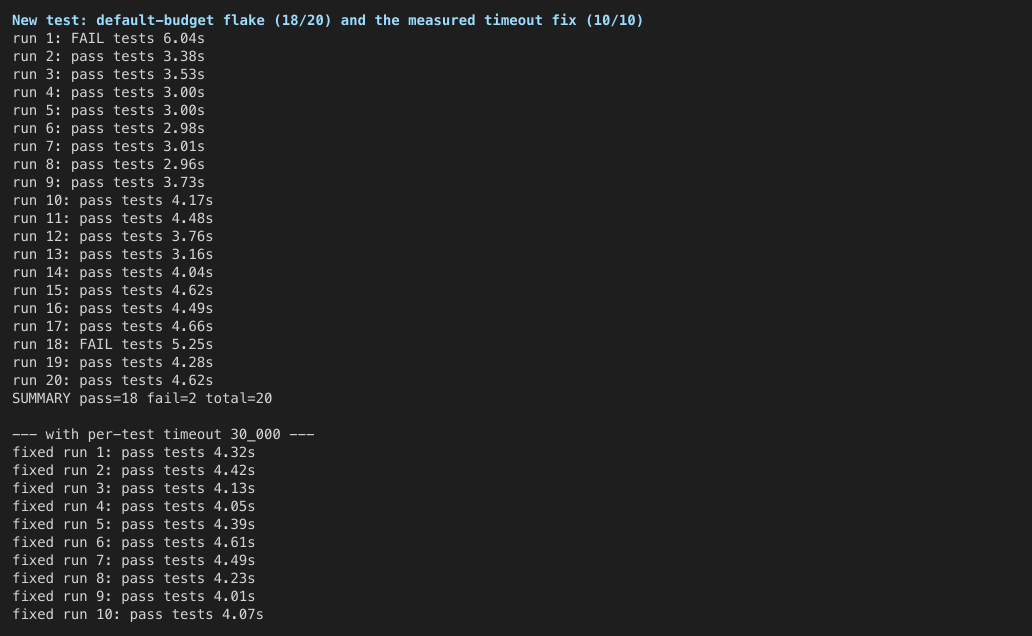 New test: default-budget flake (18/20) and the measured timeout fix (10/10)
run 1: FAIL tests 6.04s
run 2: pass tests 3.38s
run 3: pass tests 3.53s
run 4: pass tests 3.00s
run 5: pass tests 3.00s
run 6: pass tests 2.98s
run 7: pass tests 3.01s
run 8: pass tests 2.96s
run 9: pass tests 3.73s
run 10: pass tests 4.17s
run 11: pass tests 4.48s
run 12: pass tests 3.76s
run 13: pass tests 3.16s
run 14: pass tests 4.04s
run 15: pass tests 4.62s
run 16: pass tests 4.49s
run 17: pass tests 4.66s
run 18: FAIL tests 5.25s
run 19: pass tests 4.28s
run 20: pass tests 4.62s
SUMMARY pass=18 fail=2 total=20

--- with per-test timeout 30_000 ---
fixed run 1: pass tests 4.32s
fixed run 2: pass tests 4.42s
fixed run 3: pass tests 4.13s
fixed run 4: pass tests 4.05s
fixed run 5: pass tests 4.39s
fixed run 6: pass tests 4.61s
fixed run 7: pass tests 4.49s
fixed run 8: pass tests 4.23s
fixed run 9: pass tests 4.01s
fixed run 10: pass tests 4.07s